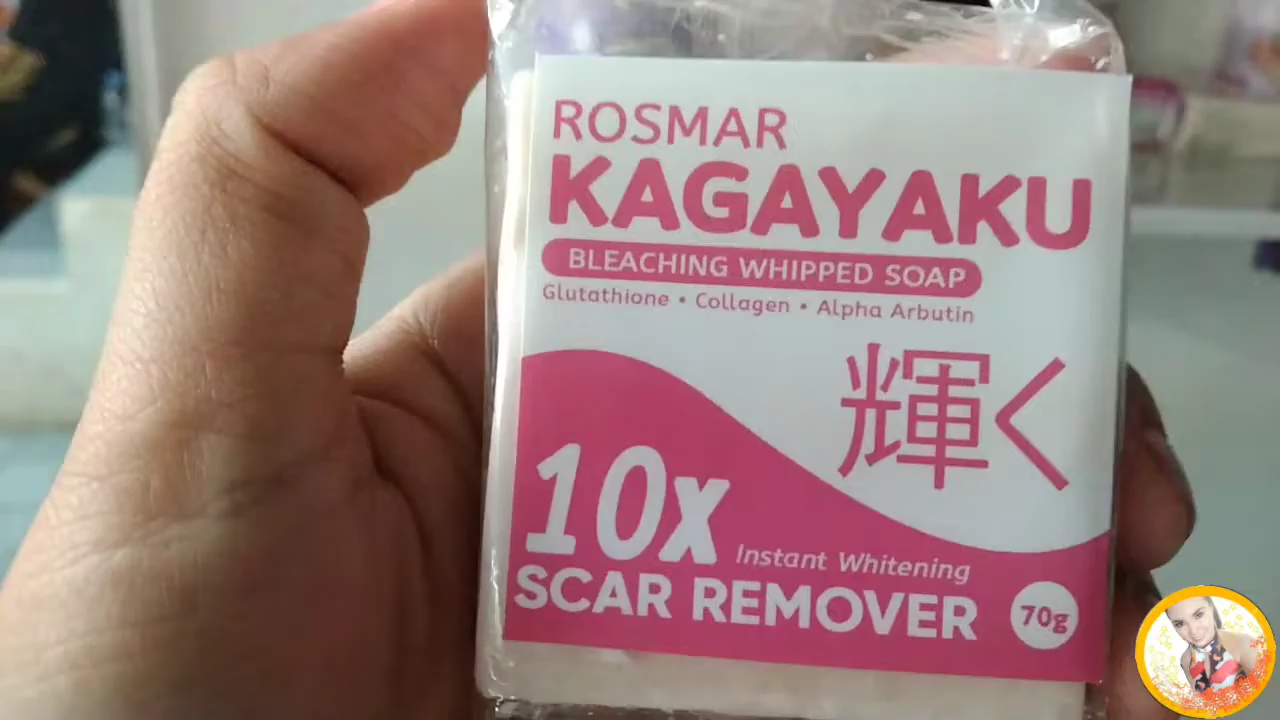 ROSMAR
KAGAYAKU
BLEACHING WHIPPED SOAP
Glutathione • Collagen • Alpha Arbutin
輝く
10x Instant Whitening
SCAR REMOVER
70g